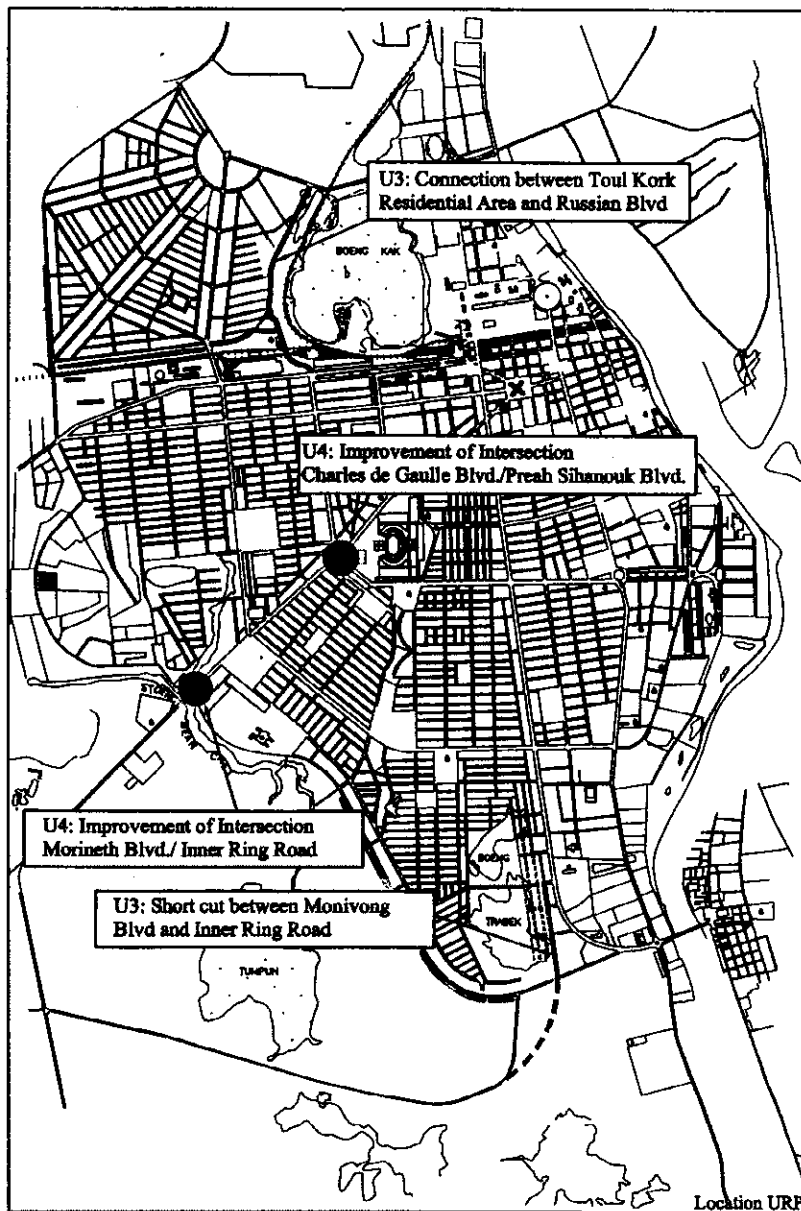 U3: Connection between Toul Kork
Residential Area and Russian Blvd
BOENG KAK
U4: Improvement of Intersection
Charles de Gaulle Blvd./Preah Sihanouk Blvd.
U4: Improvement of Intersection
Morineth Blvd./ Inner Ring Road
BOENG
TRABEK
U3: Short cut between Monivong
Blvd and Inner Ring Road
TUMPUN
Location URP